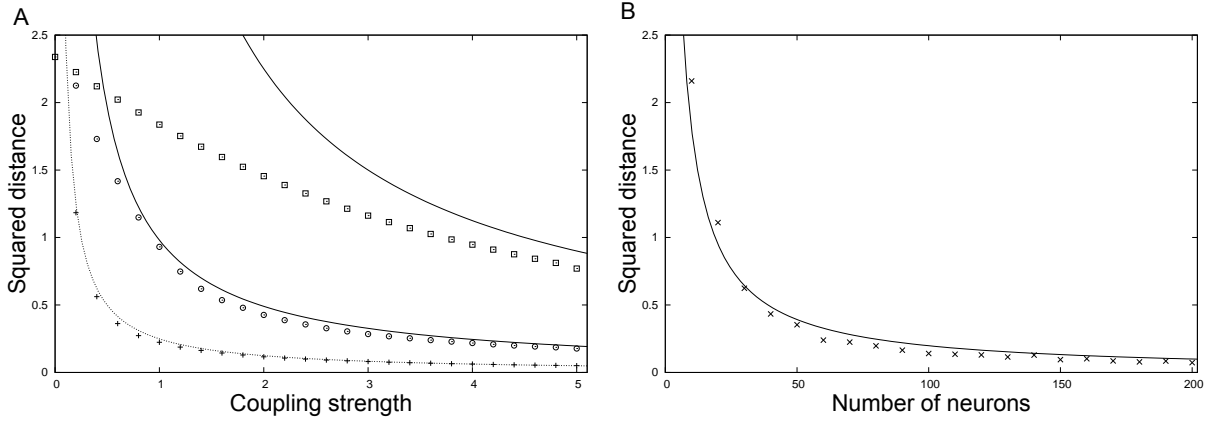 A
B
2.5
2
1.5
1
0.5
0
Squared distance
0 1 2 3 4 5
Coupling strength
2.5
2
1.5
1
0.5
0
Squared distance
0 50 100 150 200
Number of neurons